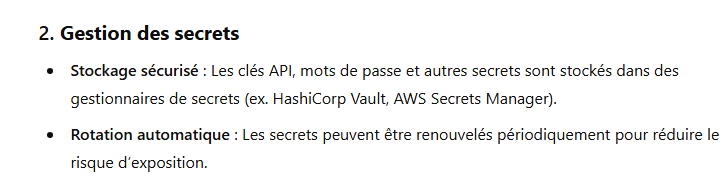 2. Gestion des secrets
• Stockage sécurisé : Les clés API, mots de passe et autres secrets sont stockés dans des
gestionnaires de secrets (ex. HashiCorp Vault, AWS Secrets Manager).
• Rotation automatique : Les secrets peuvent être renouvelés périodiquement pour réduire le
risque d’exposition.